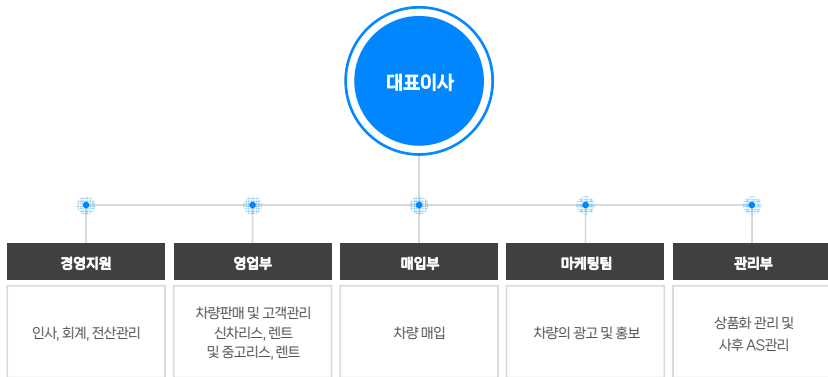 대표이사
경영지원
영업부
매입부
마케팅팀
관리부
인사, 회계, 전산관리
차량판매 및 고객관리
신차리스, 렌트
및 중고리스, 렌트
차량 매입
차량의 광고 및 홍보
상품화 관리 및
사후 AS관리